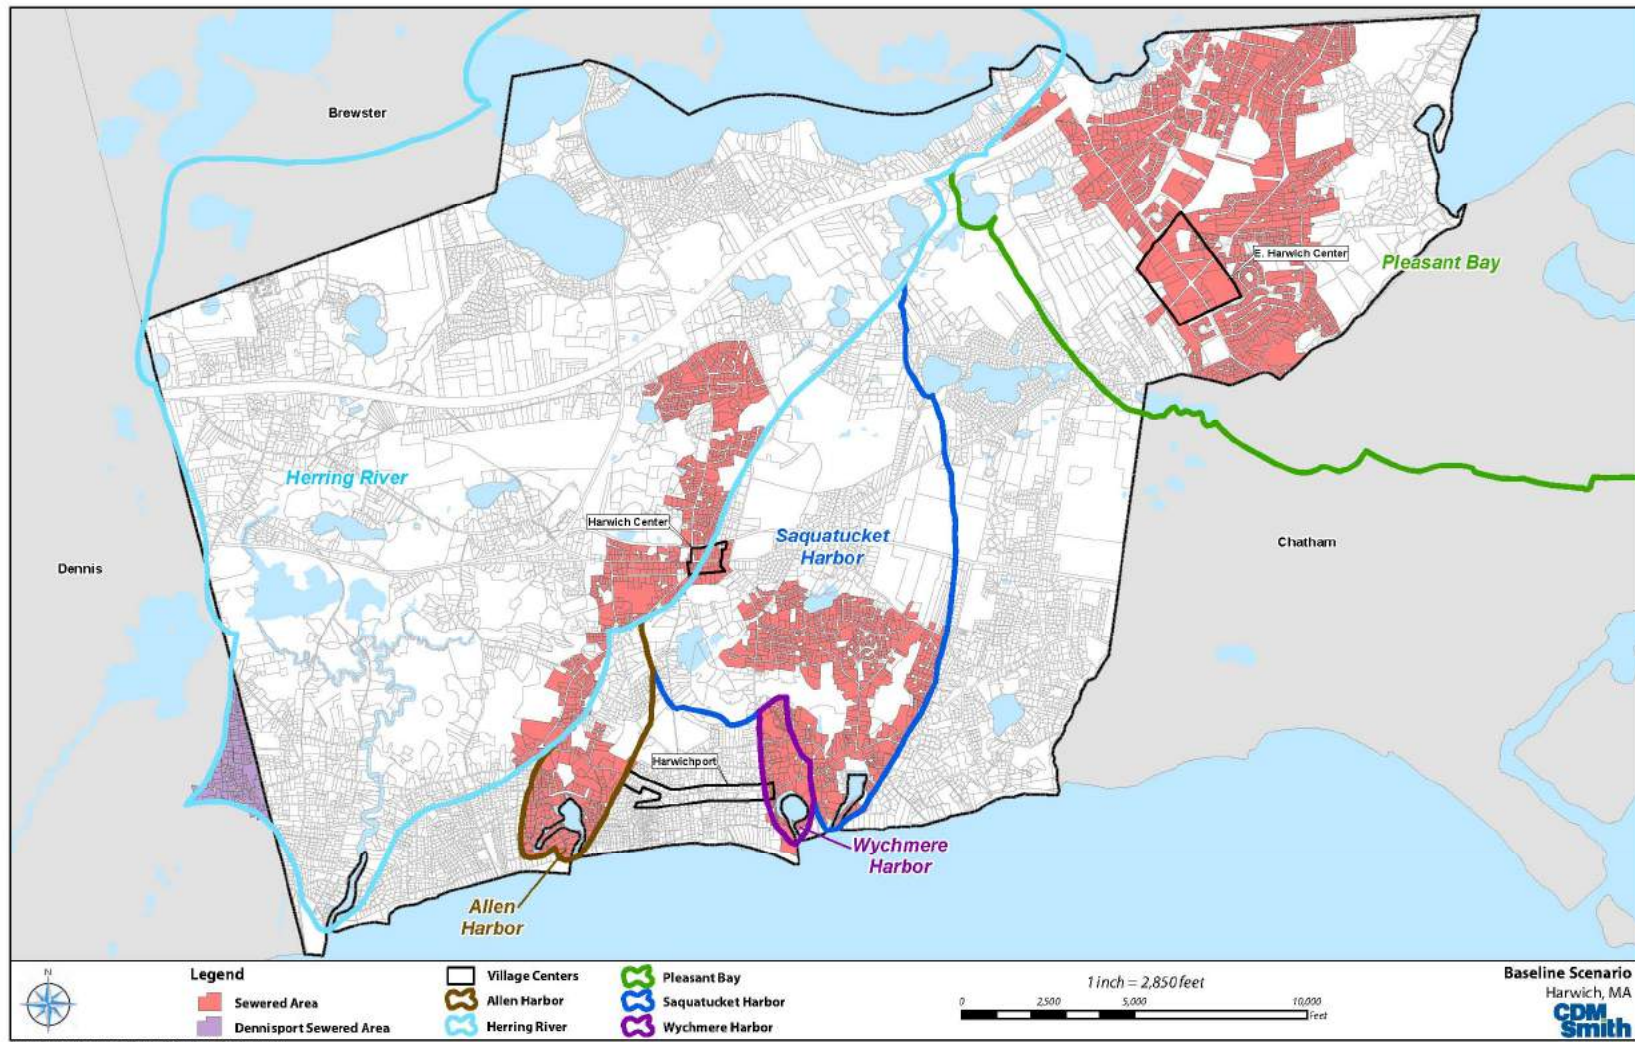 Brewster
E. Harwich Center
Pleasant Bay
Herring River
Harwich Center
Saquatucket
Harbor
Chatham
Dennis
Harwichport
Wychmere
Harbor
Allen
Harbor
N
Legend
Sewered Area
Dennisport Sewered Area
Village Centers
Allen Harbor
Herring River
Pleasant Bay
Saquatucket Harbor
Wychmere Harbor
1 inch = 2,850 feet
0 2,500 5,000 10,000
Feet
Baseline Scenario
Harwich, MA
CDM
Smith